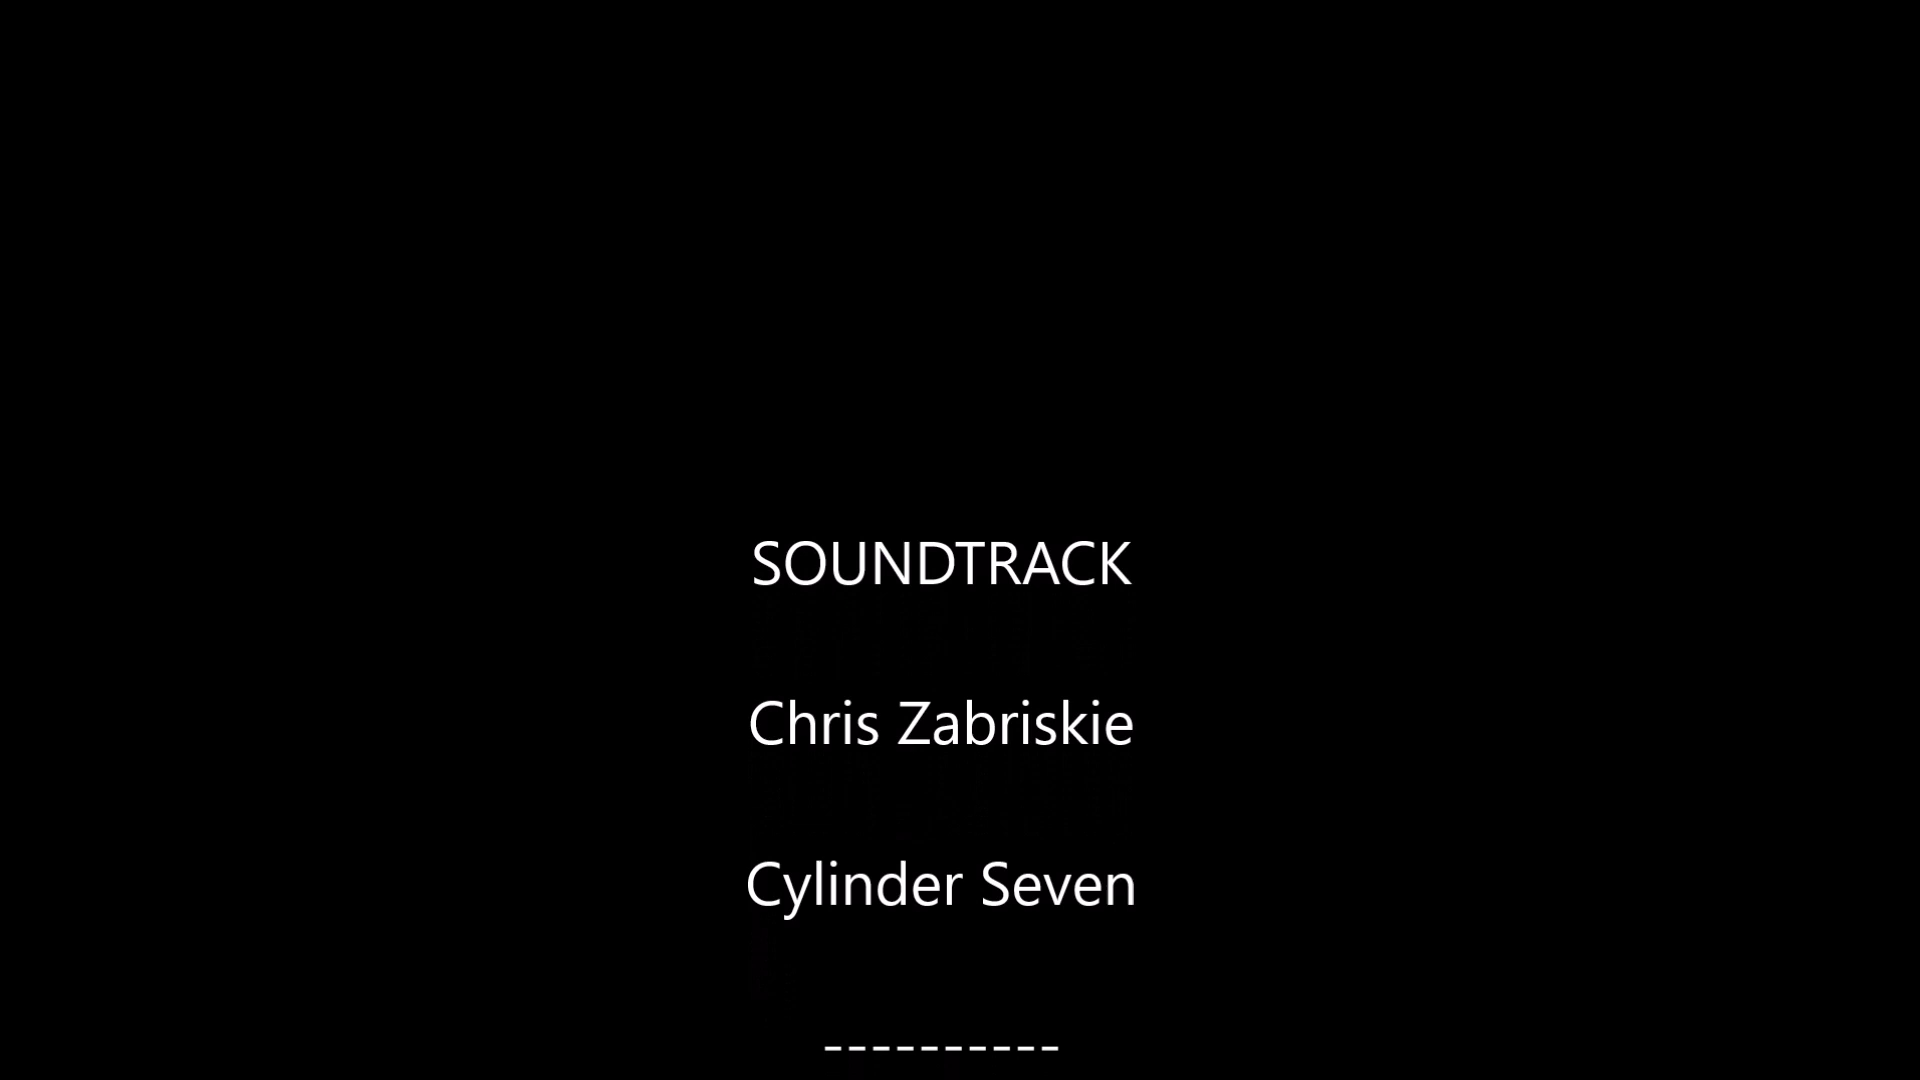 SOUNDTRACK
Chris Zabriskie
Cylinder Seven
----------